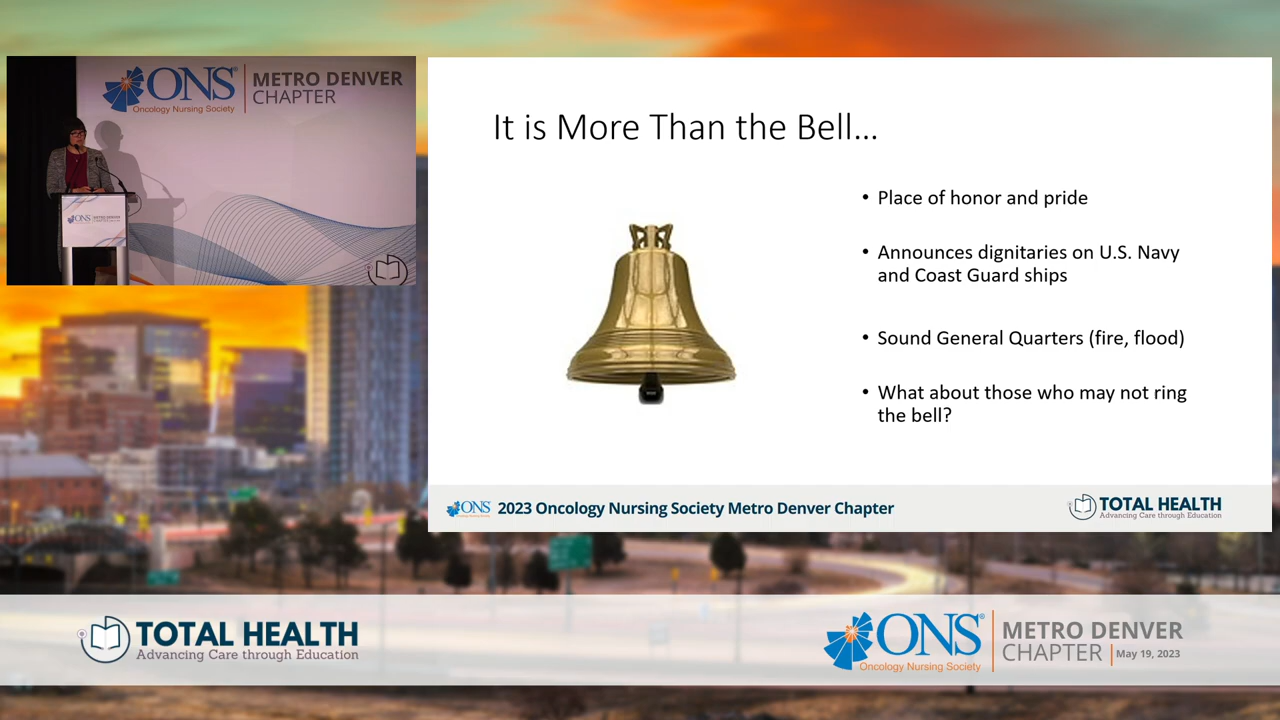 ONS
Oncology Nursing Society
METRO DENVER
CHAPTER
ONS
It is More Than the Bell...
• Place of honor and pride
• Announces dignitaries on U.S. Navy
and Coast Guard ships
• Sound General Quarters (fire, flood)
• What about those who may not ring
the bell?
ONS
2023 Oncology Nursing Society Metro Denver Chapter
TOTAL HEALTH
Advancing Care through Education
TOTAL HEALTH
Advancing Care through Education
ONS
Oncology Nursing Society
METRO DENVER
CHAPTER
May 19, 2023